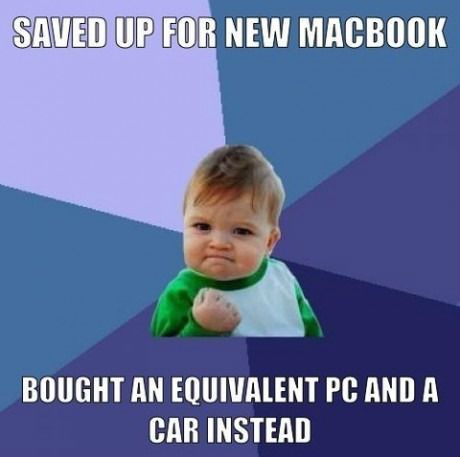 SAVED UP FOR NEW MACBOOK
BOUGHT AN EQUIVALENT PC AND A
CAR INSTEAD